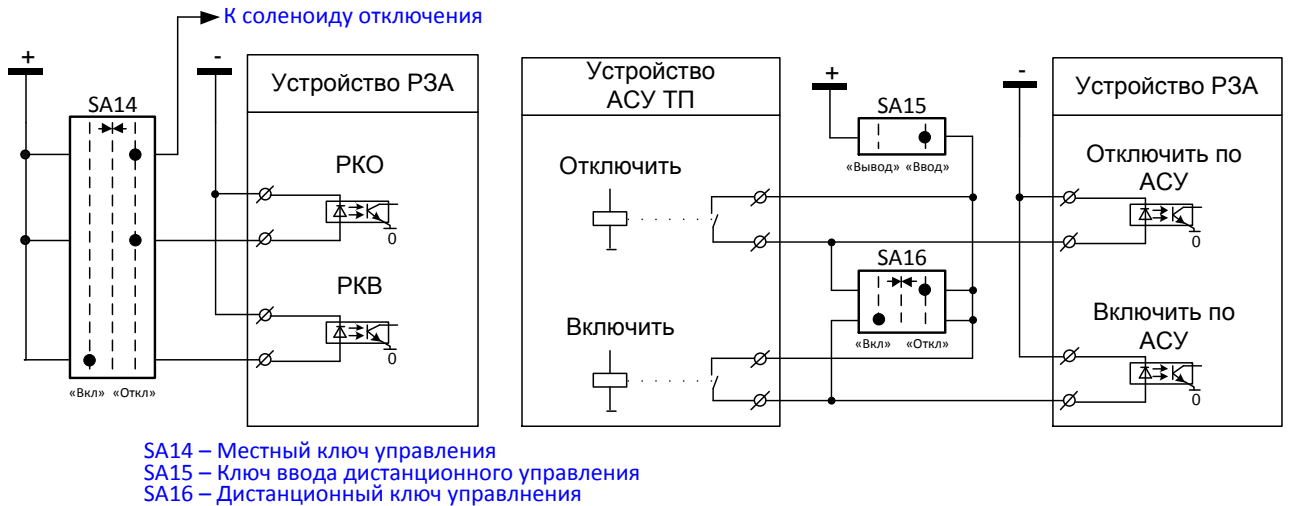 К соленоиду отключения
+
-
SA14
«Вкл» «Откл»
Устройство РЗА
РКО
0
РКВ
0
Устройство
АСУ ТП
Отключить
Включить
+
SA15
«Вывод» «Ввод»
SA16
«Вкл» «Откл»
-
Устройство РЗА
Отключить по
АСУ
0
Включить по
АСУ
0
SA14 – Местный ключ управления
SA15 – Ключ ввода дистанционного управления
SA16 – Дистанционный ключ управлнения